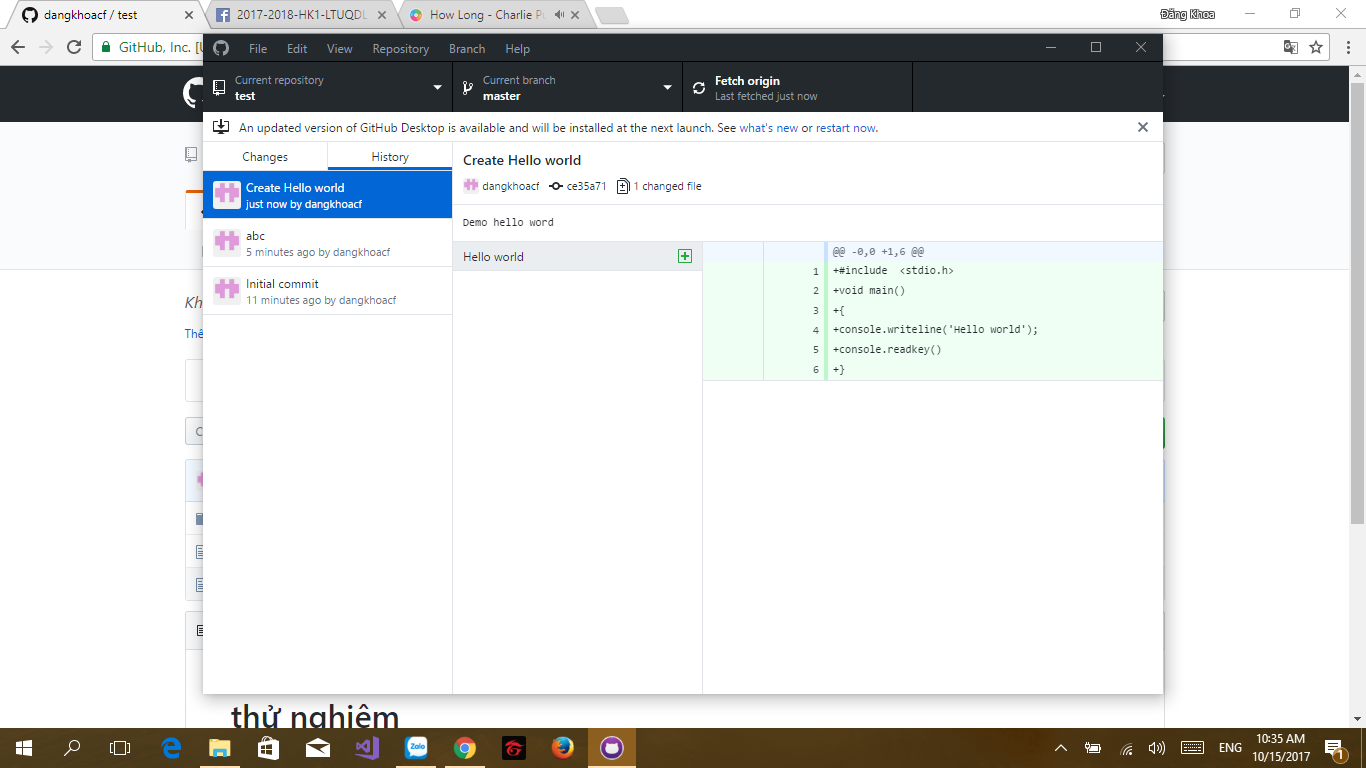 dangkhoacf / test
2017-2018-HK1-LTUQDL
How Long - Charlie Pu
Đăng Khoa
GitHub, Inc. [U
File Edit View Repository Branch Help
Current repository
test
Current branch
master
Fetch origin
Last fetched just now
An updated version of GitHub Desktop is available and will be installed at the next launch. See what's new or restart now.
Changes
History
Create Hello world
just now by dangkhoacf
abc
5 minutes ago by dangkhoacf
Initial commit
11 minutes ago by dangkhoacf
Create Hello world
dangkhoacf ce35a71 1 changed file
Demo hello word
Hello world
@@ -0,0 +1,6 @@
1 +#include  <stdio.h>
2 +void main()
3 +{
4 +console.writeline('Hello world');
5 +console.readkey()
6 +}
Kh
Thê
thử nghiệm
Zalo
ENG
10:35 AM
10/15/2017
1